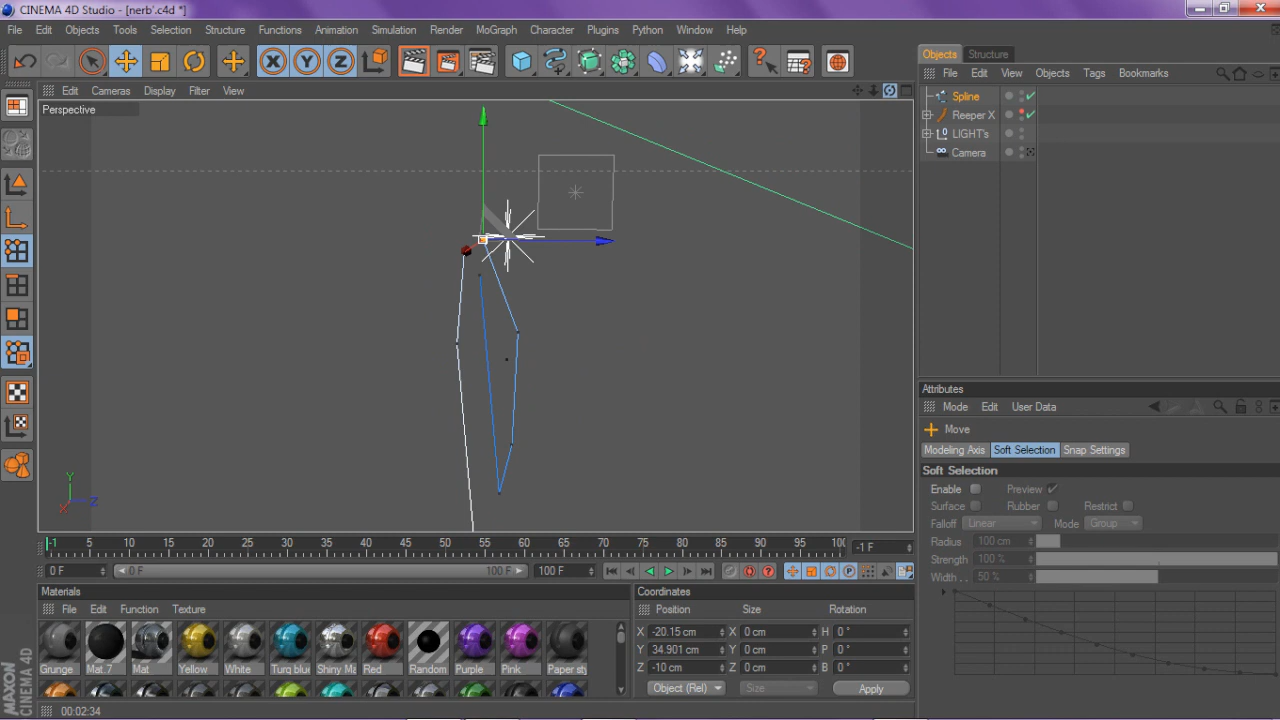 CINEMA 4D Studio - [nerb'.c4d *]
File Edit Objects Tools Selection Structure Functions Animation Simulation Render MoGraph Character Plugins Python Window Help
X Y Z
Edit Cameras Display Filter View
Perspective
Y
Z
X
Objects Structure
File Edit View Objects Tags Bookmarks
Spline
Reeper X
LIGHT's
Camera
Attributes
Mode Edit User Data
Move
Modeling Axis Soft Selection Snap Settings
Soft Selection
Enable Preview
Surface Rubber Restrict
Falloff Linear Mode Group
Radius 100 cm
Strength 100 %
Width . . 50 %
-1 5 10 15 20 25 30 35 40 45 50 55 60 65 70 75 80 85 90 95 100 -1 F
0 F 0 F 100 F 100 F
Materials
File Edit Function Texture
Grunge Mat.7 Mat Yellow White Turq blue Shiny Ma Red Random Purple Pink Paper sty
Coordinates
Position Size Rotation
X -20.15 cm X 0 cm H 0 °
Y 34.901 cm Y 0 cm P 0 °
Z -10 cm Z 0 cm B 0 °
Object (Rel) Size Apply
MAXON
CINEMA 4D
00:02:34